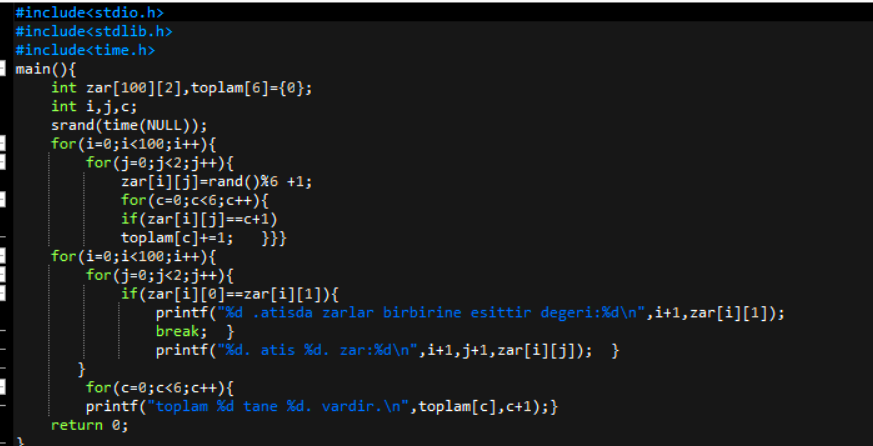 #include<stdio.h>
#include<stdlib.h>
#include<time.h>
main(){
int zar[100][2],toplam[6]={0};
int i,j,c;
srand(time(NULL));
for(i=0;i<100;i++){
for(j=0;j<2;j++){
zar[i][j]=rand()%6 +1;
for(c=0;c<6;c++){
if(zar[i][j]==c+1)
toplam[c]+=1;   }}}
for(i=0;i<100;i++){
for(j=0;j<2;j++){
if(zar[i][0]==zar[i][1]){
printf("%d .atisda zarlar birbirine esittir degeri:%d\n",i+1,zar[i][1]);
break;  }
printf("%d. atis %d. zar:%d\n",i+1,j+1,zar[i][j]);  }
}
for(c=0;c<6;c++){
printf("toplam %d tane %d. vardir.\n",toplam[c],c+1);}
return 0;
}